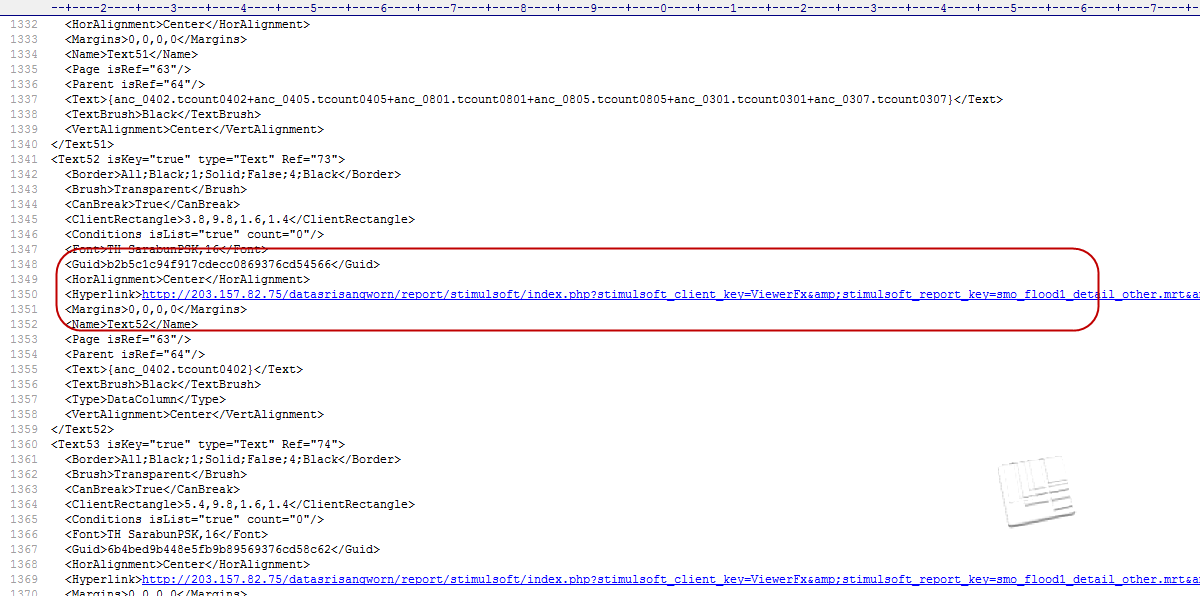 --+----2----+----3----+----4----+----5----+----6----+----7----+----8----+----9----+----0----+----1----+----2----+----3----+----4----+----5----+----6----+----7----+--
1332 <HorAlignment>Center</HorAlignment>
1333 <Margins>0,0,0,0</Margins>
1334 <Name>Text51</Name>
1335 <Page isRef="63"/>
1336 <Parent isRef="64"/>
1337 <Text>{anc_0402.tcount0402+anc_0405.tcount0405+anc_0801.tcount0801+anc_0805.tcount0805+anc_0301.tcount0301+anc_0307.tcount0307}</Text>
1338 <TextBrush>Black</TextBrush>
1339 <VertAlignment>Center</VertAlignment>
1340 </Text51>
1341 <Text52 isKey="true" type="Text" Ref="73">
1342 <Border>All;Black;1;Solid;False;4;Black</Border>
1343 <Brush>Transparent</Brush>
1344 <CanBreak>True</CanBreak>
1345 <ClientRectangle>3.8,9.8,1.6,1.4</ClientRectangle>
1346 <Conditions isList="true" count="0"/>
1347 <Font>TH SarabunPSK,16</Font>
1348 <Guid>b2b5c1c94f917cdecc0869376cd54566</Guid>
1349 <HorAlignment>Center</HorAlignment>
1350 <Hyperlink>http://203.157.82.75/datasrisangworn/report/stimulsoft/index.php?stimulsoft_client_key=ViewerFx&amp;stimulsoft_report_key=smo_flood1_detail_other.mrt&a
1351 <Margins>0,0,0,0</Margins>
1352 <Name>Text52</Name>
1353 <Page isRef="63"/>
1354 <Parent isRef="64"/>
1355 <Text>{anc_0402.tcount0402}</Text>
1356 <TextBrush>Black</TextBrush>
1357 <Type>DataColumn</Type>
1358 <VertAlignment>Center</VertAlignment>
1359 </Text52>
1360 <Text53 isKey="true" type="Text" Ref="74">
1361 <Border>All;Black;1;Solid;False;4;Black</Border>
1362 <Brush>Transparent</Brush>
1363 <CanBreak>True</CanBreak>
1364 <ClientRectangle>5.4,9.8,1.6,1.4</ClientRectangle>
1365 <Conditions isList="true" count="0"/>
1366 <Font>TH SarabunPSK,16</Font>
1367 <Guid>6b4bed9b448e5fb9b89569376cd58c62</Guid>
1368 <HorAlignment>Center</HorAlignment>
1369 <Hyperlink>http://203.157.82.75/datasrisangworn/report/stimulsoft/index.php?stimulsoft_client_key=ViewerFx&amp;stimulsoft_report_key=smo_flood1_detail_other.mrt&a
1370 <Margins>0,0,0,0</Margins>